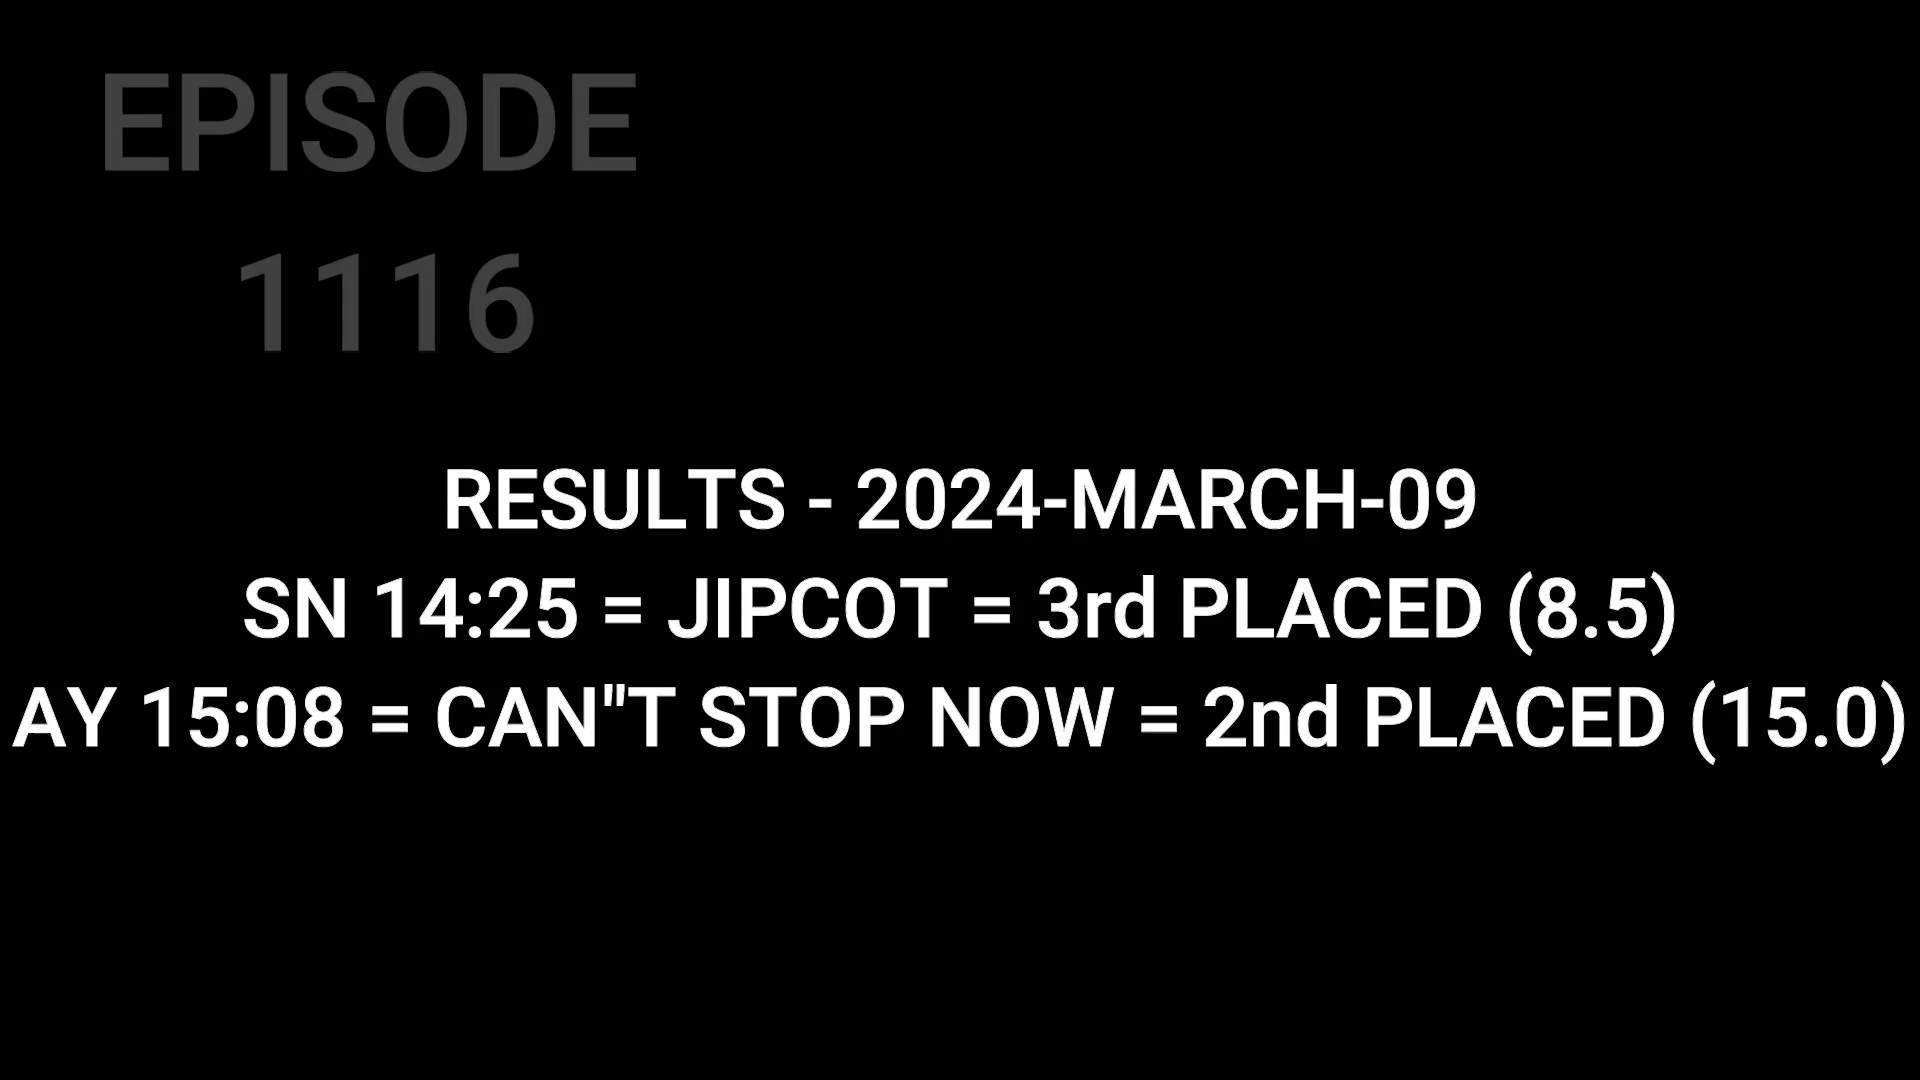 EPISODE
1116
RESULTS - 2024-MARCH-09
SN 14:25 = JIPCOT = 3rd PLACED (8.5)
AY 15:08 = CAN"T STOP NOW = 2nd PLACED (15.0)